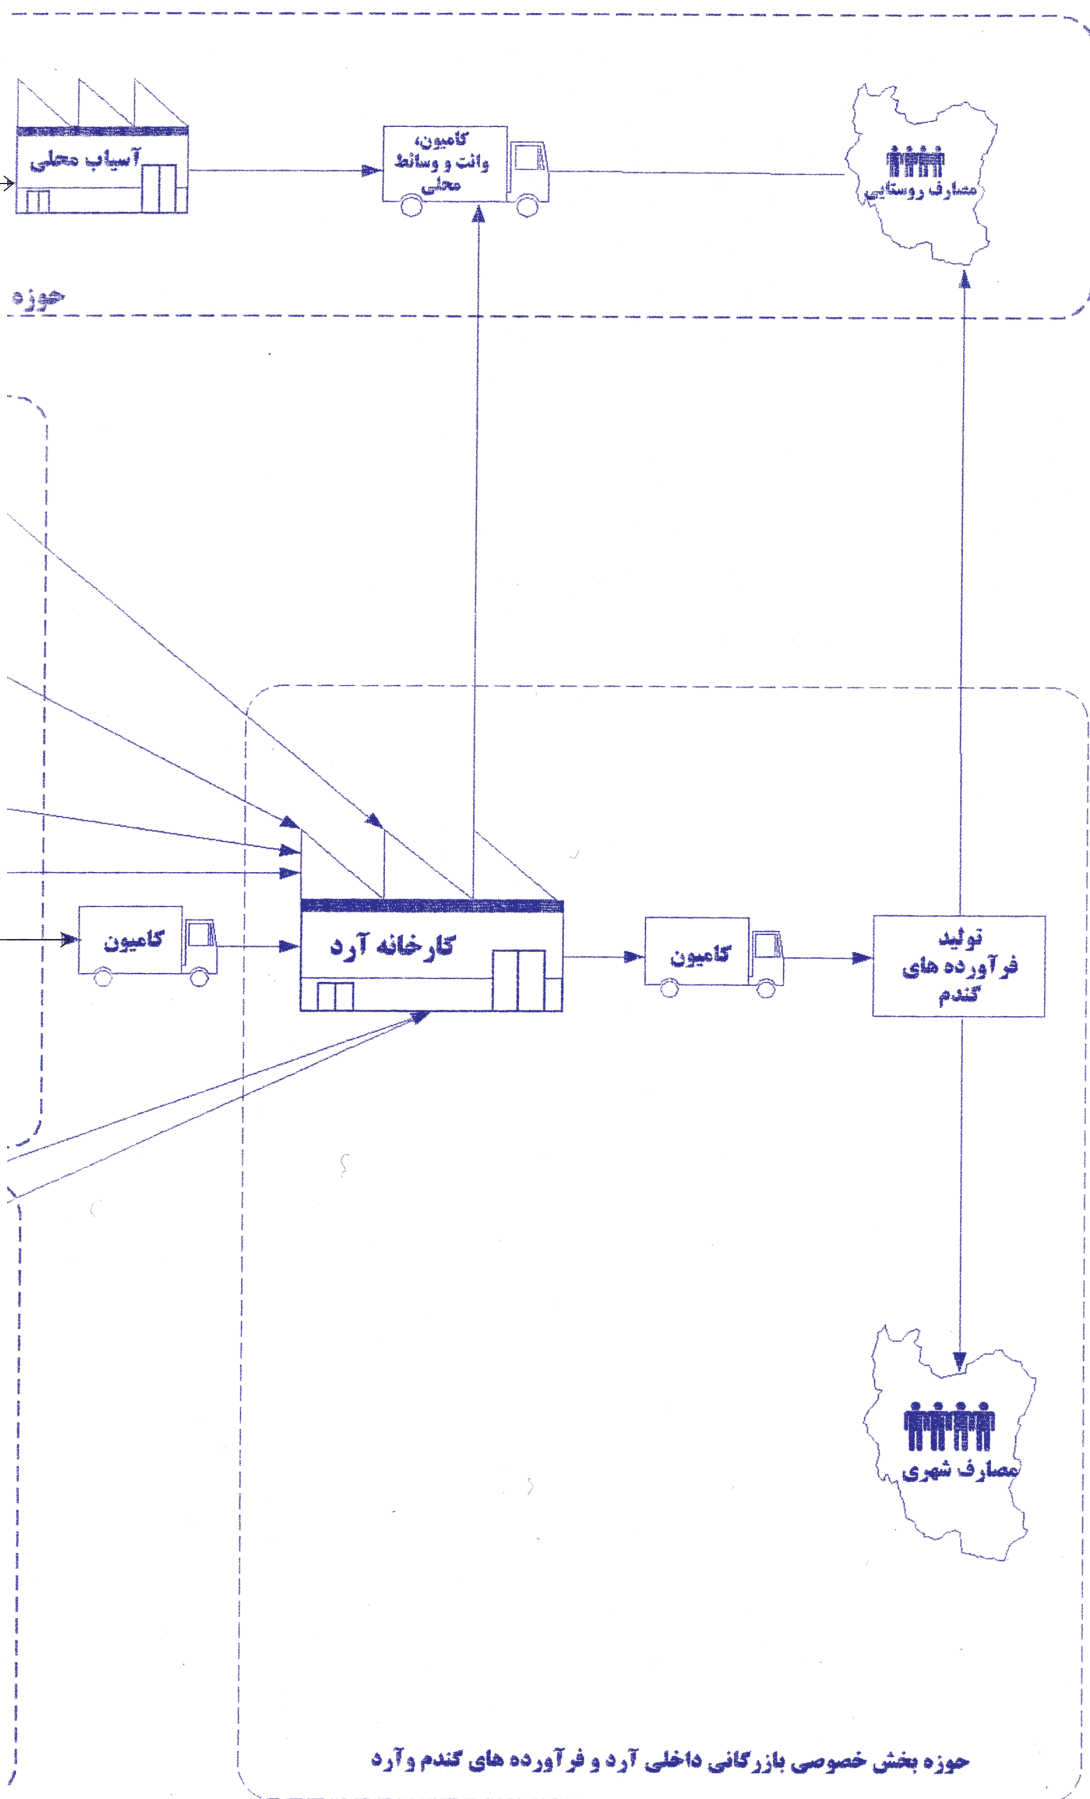 آسیاب محلی
کامیون،
وانت و وسائط
محلی
مصارف روستایی
حوزه
کامیون
کارخانه آرد
کامیون
تولید
فرآورده های
گندم
مصارف شهری
حوزه بخش خصوصی بازرگانی داخلی آرد و فرآورده های گندم وآرد